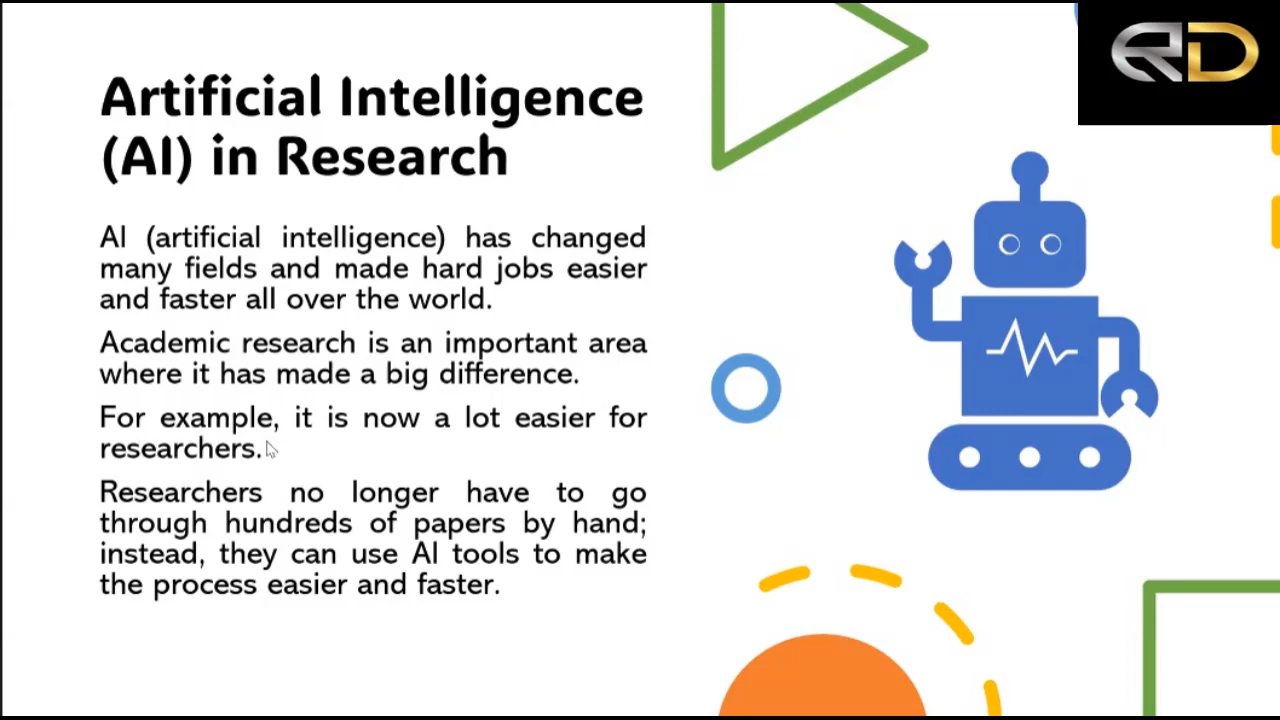 Artificial Intelligence
(AI) in Research
AI (artificial intelligence) has changed
many fields and made hard jobs easier
and faster all over the world.
Academic research is an important area
where it has made a big difference.
For example, it is now a lot easier for
researchers.
Researchers no longer have to go
through hundreds of papers by hand;
instead, they can use AI tools to make
the process easier and faster.
RD